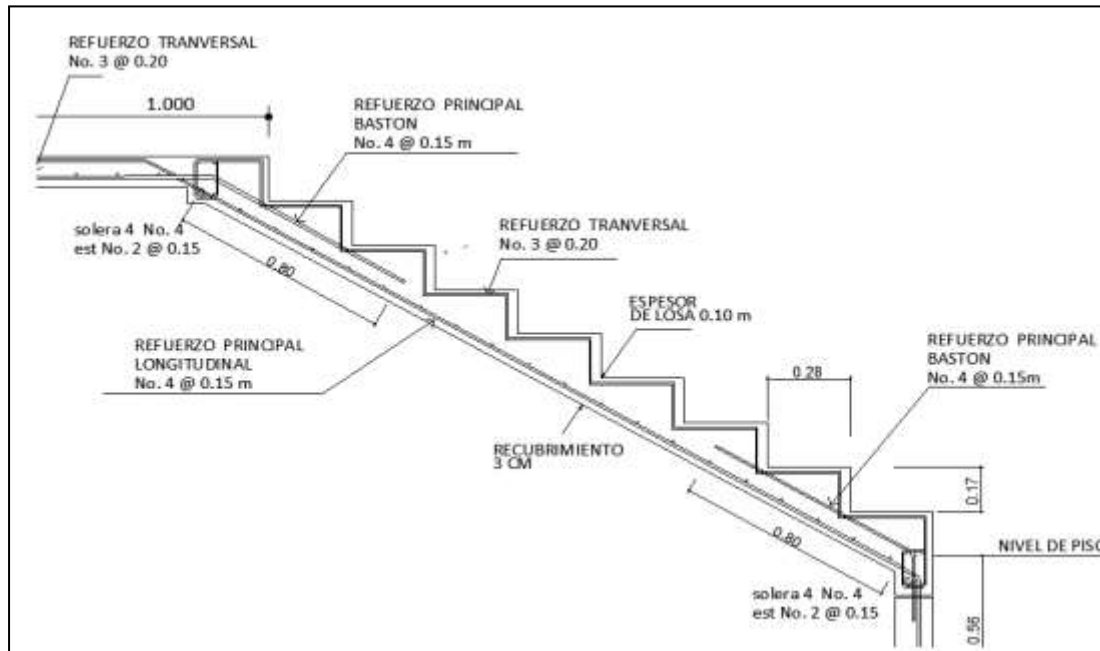 REFUERZO TRANVERSAL
No. 3 @ 0.20
1.000
REFUERZO PRINCIPAL
BASTON
No. 4 @ 0.15 m
solera 4 No. 4
est No. 2 @ 0.15
0.80
REFUERZO TRANVERSAL
No. 3 @ 0.20
ESPESOR
DE LOSA 0.10 m
REFUERZO PRINCIPAL
LONGITUDINAL
No. 4 @ 0.15 m
REFUERZO PRINCIPAL
BASTON
No. 4 @ 0.15m
0.28
RECUBRIMIENTO
3 CM
0.17
0.80
NIVEL DE PISO
solera 4 No. 4
est No. 2 @ 0.15
0.56